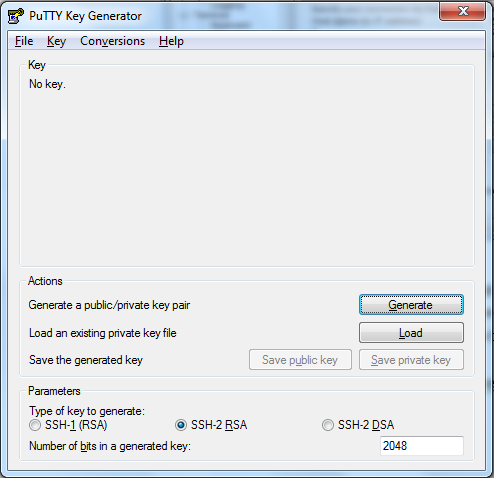 PuTTY Key Generator
File Key Conversions Help
Key
No key.
Actions
Generate a public/private key pair Generate
Load an existing private key file Load
Save the generated key Save public key Save private key
Parameters
Type of key to generate:
SSH-1 (RSA) SSH-2 RSA SSH-2 DSA
Number of bits in a generated key: 2048